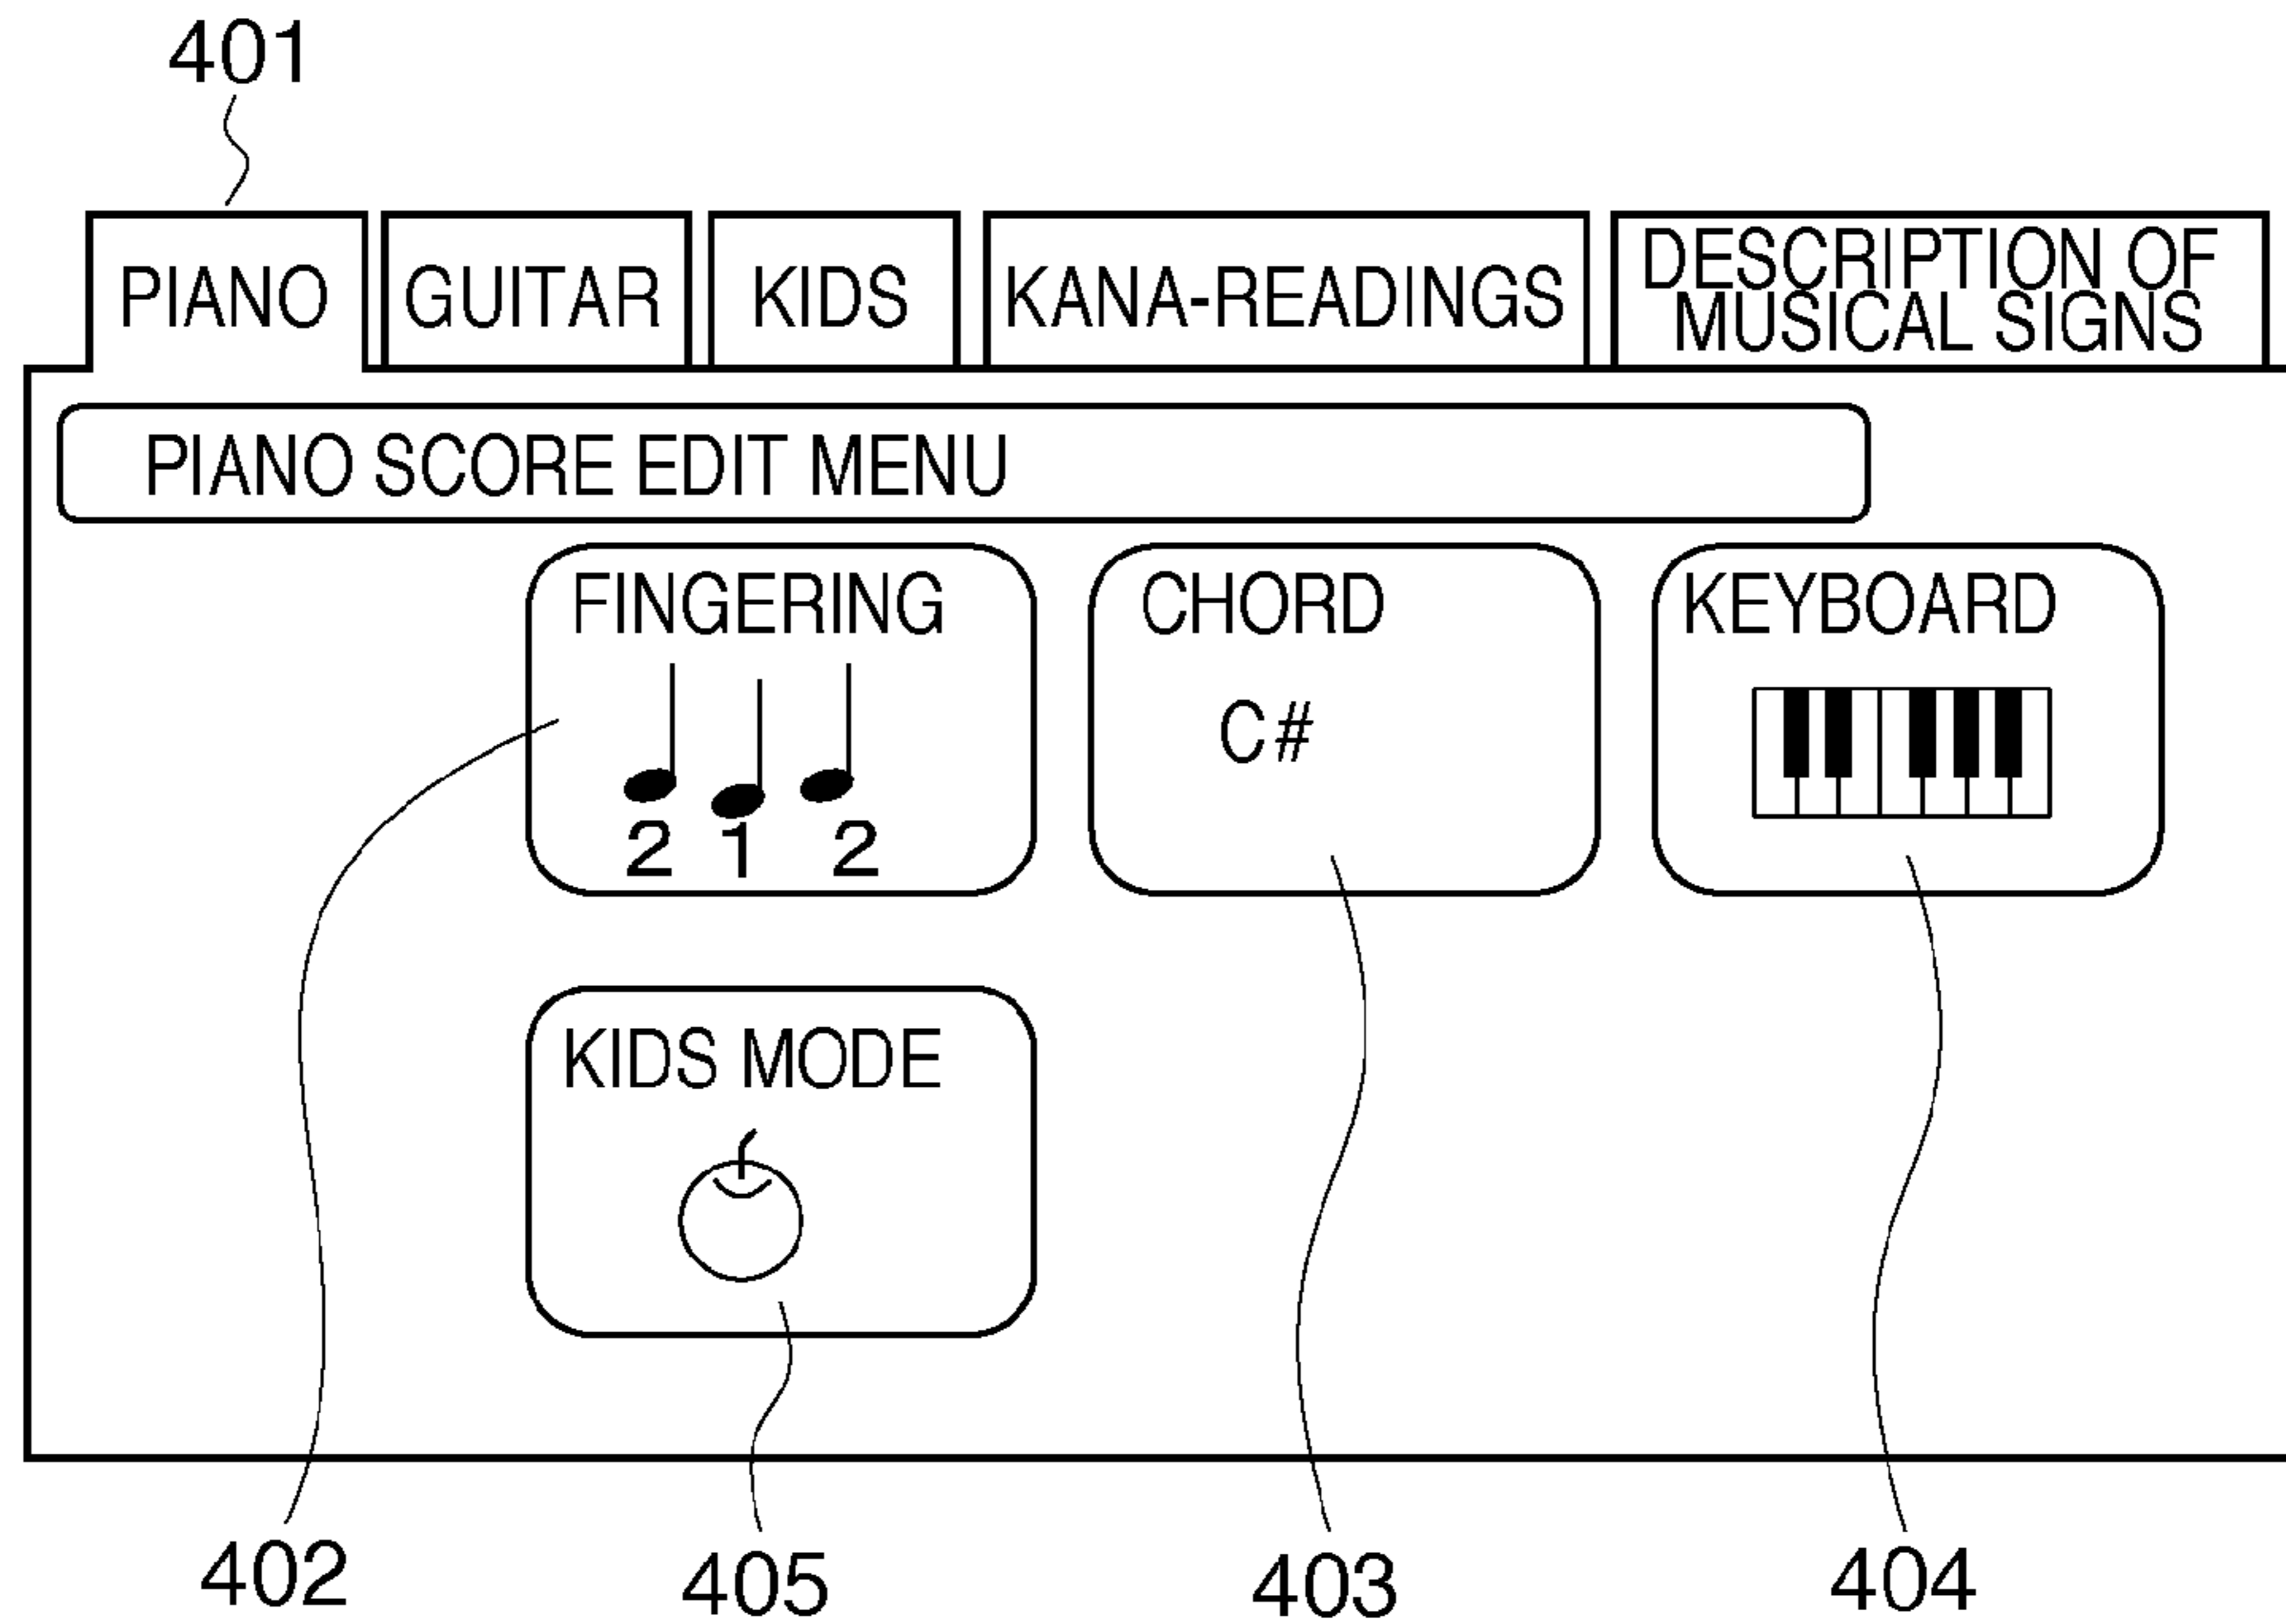 401
PIANO
GUITAR
KIDS
KANA-READINGS
DESCRIPTION OF
MUSICAL SIGNS
PIANO SCORE EDIT MENU
FINGERING
2 1 2
CHORD
C#
KEYBOARD
KIDS MODE
402
405
403
404